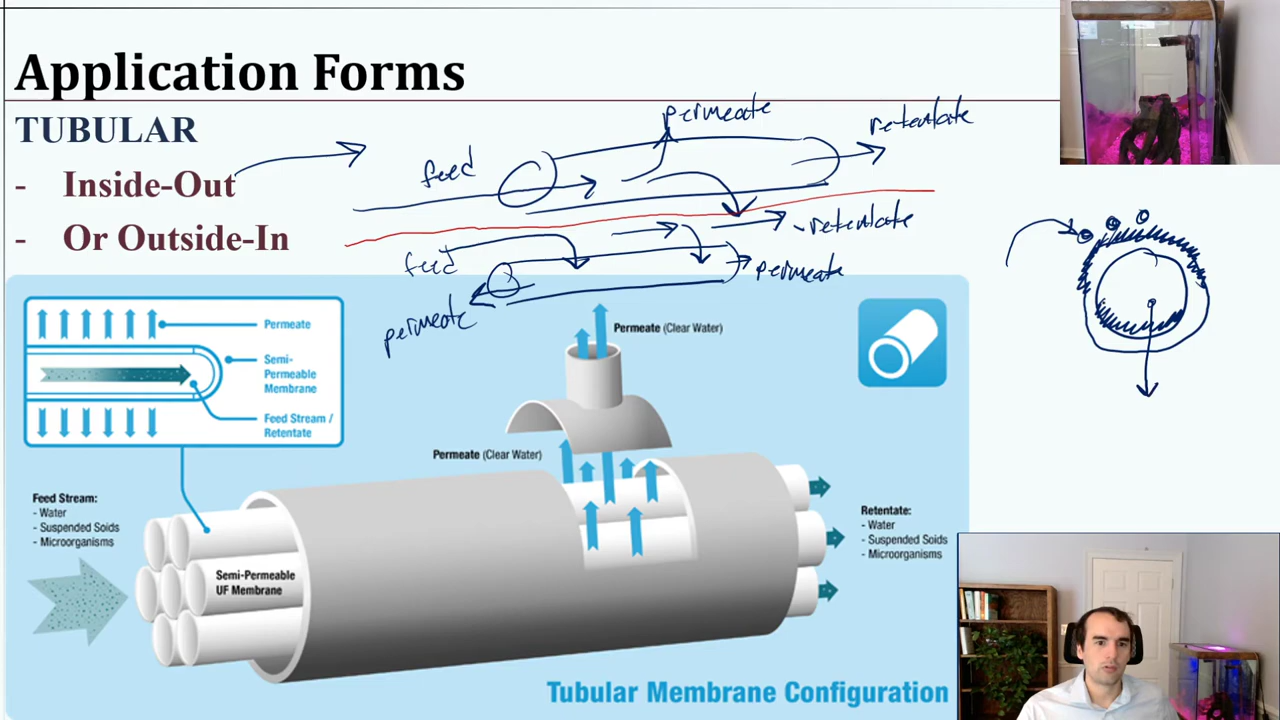 Application Forms
TUBULAR
- Inside-Out
- Or Outside-In
permeate
retentate
feed
retentate
feed
permeate
permeate
Permeate
Semi-
Permeable
Membrane
Feed Stream /
Retentate
Permeate (Clear Water)
Permeate (Clear Water)
Feed Stream:
- Water
- Suspended Soids
- Microorganisms
Semi-Permeable
UF Membrane
Retentate:
- Water
- Suspended Soids
- Microorganisms
Tubular Membrane Configuration